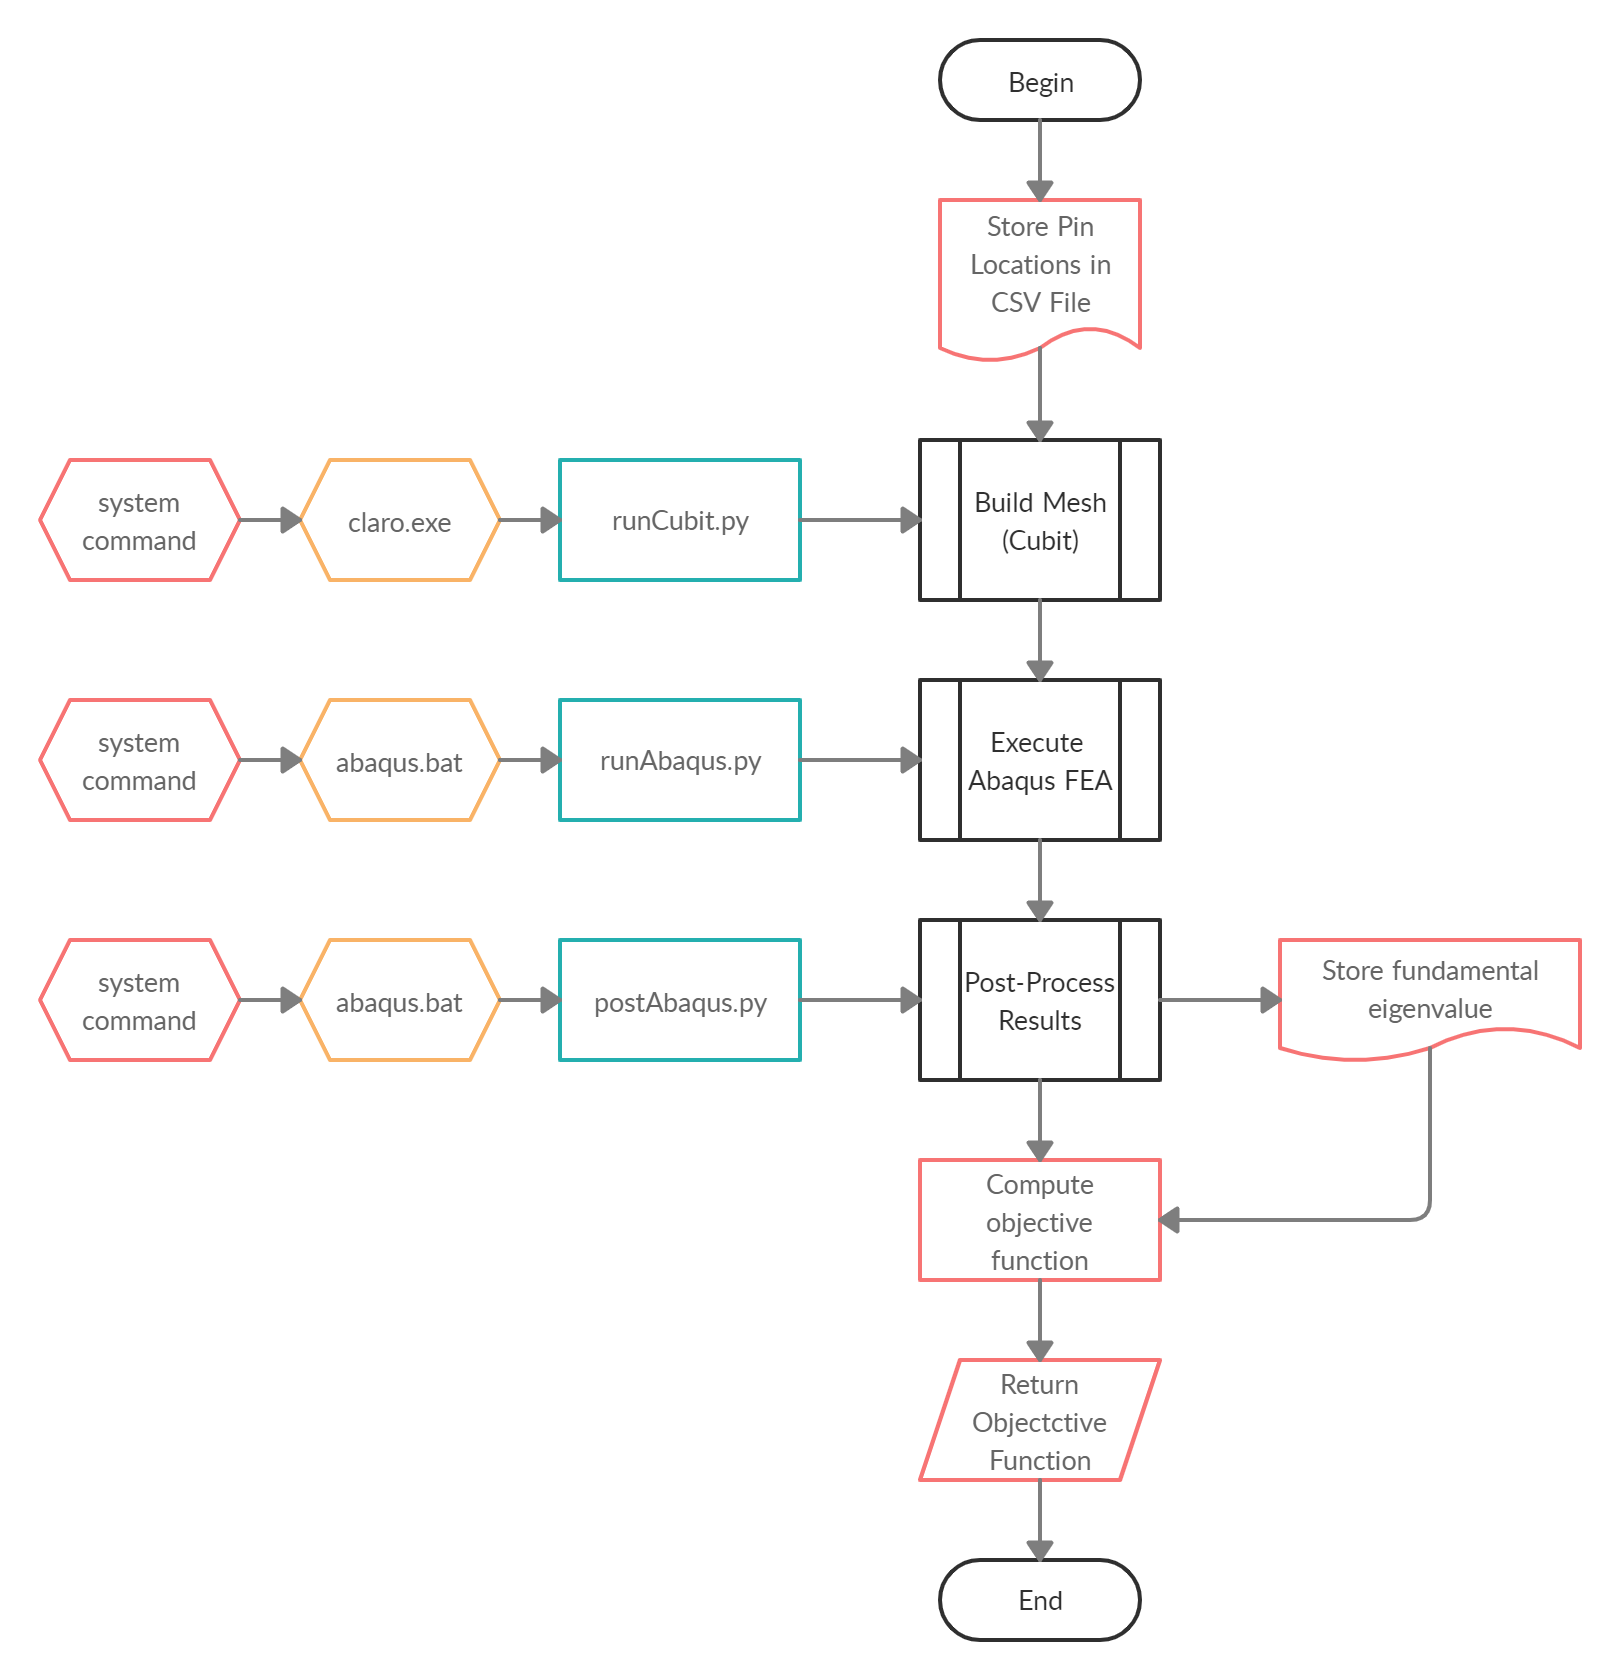 Begin
Store Pin
Locations in
CSV File
system
command
claro.exe
runCubit.py
Build Mesh
(Cubit)
system
command
abaqus.bat
runAbaqus.py
Execute
Abaqus FEA
system
command
abaqus.bat
postAbaqus.py
Post-Process
Results
Store fundamental
eigenvalue
Compute
objective
function
Return
Objectctive
Function
End